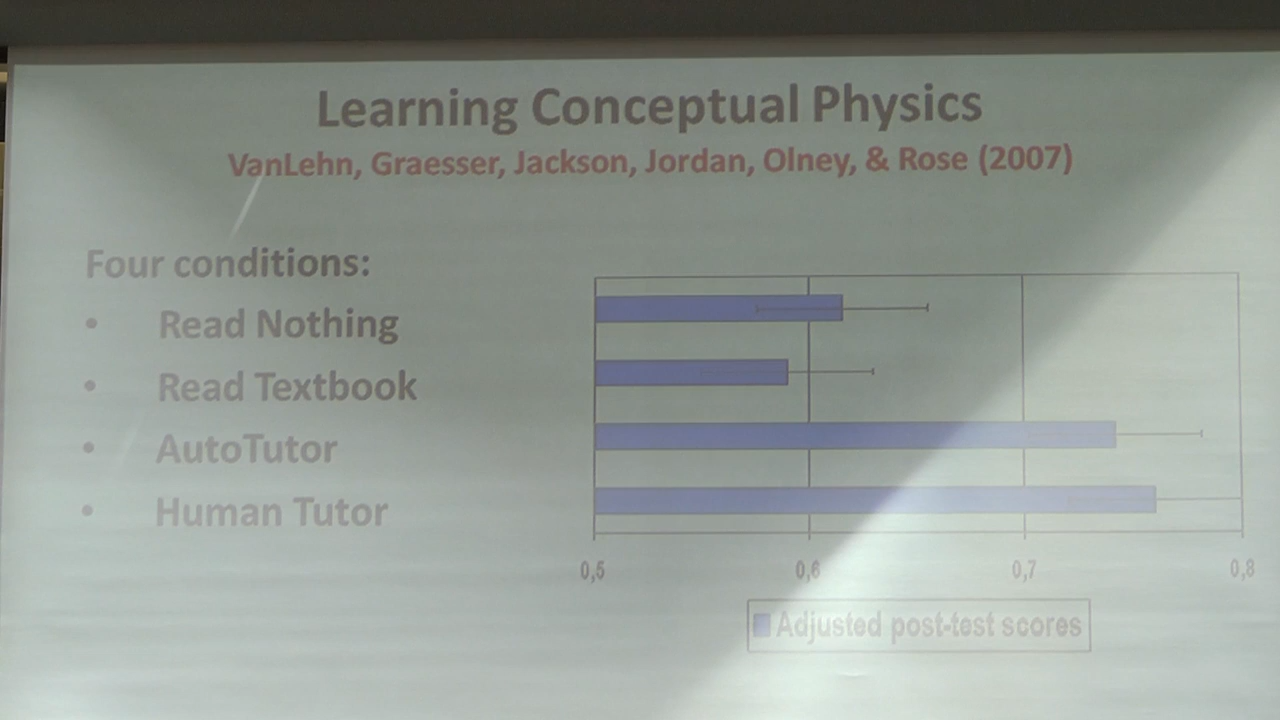 Learning Conceptual Physics
VanLehn, Graesser, Jackson, Jordan, Olney, & Rose (2007)
Four conditions:
• Read Nothing
• Read Textbook
• AutoTutor
• Human Tutor
0,5 0,6 0,7 0,8
Adjusted post-test scores